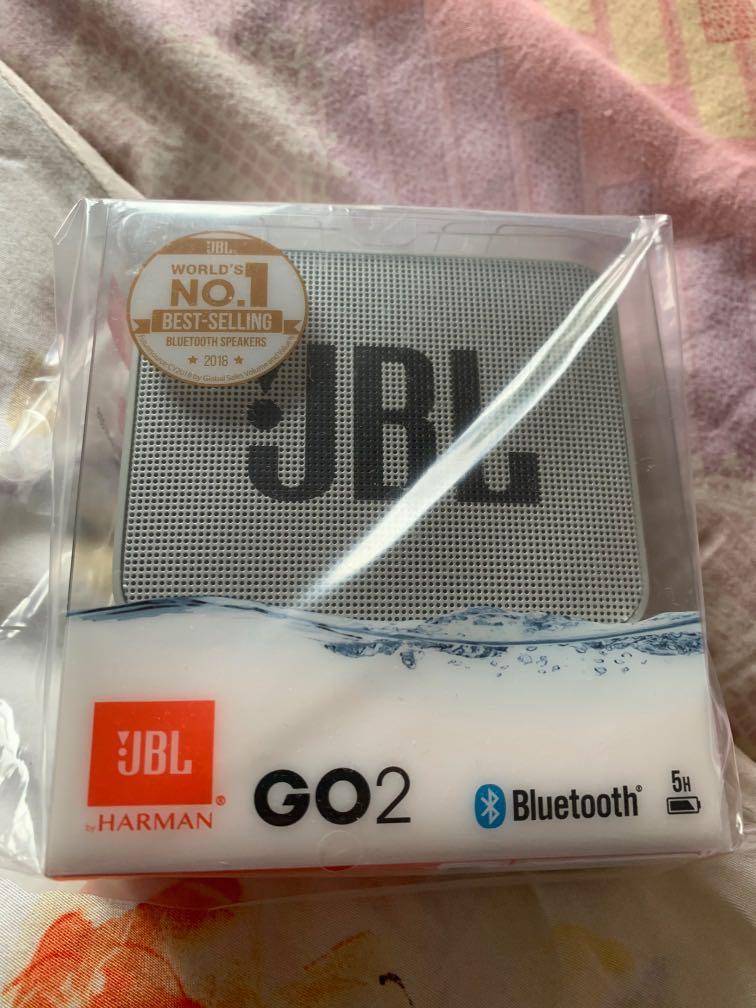 JBL
WORLD'S
NO.1
BEST-SELLING
BLUETOOTH SPEAKERS
2018
JBL
JBL
by HARMAN®
GO2
Bluetooth®
5H